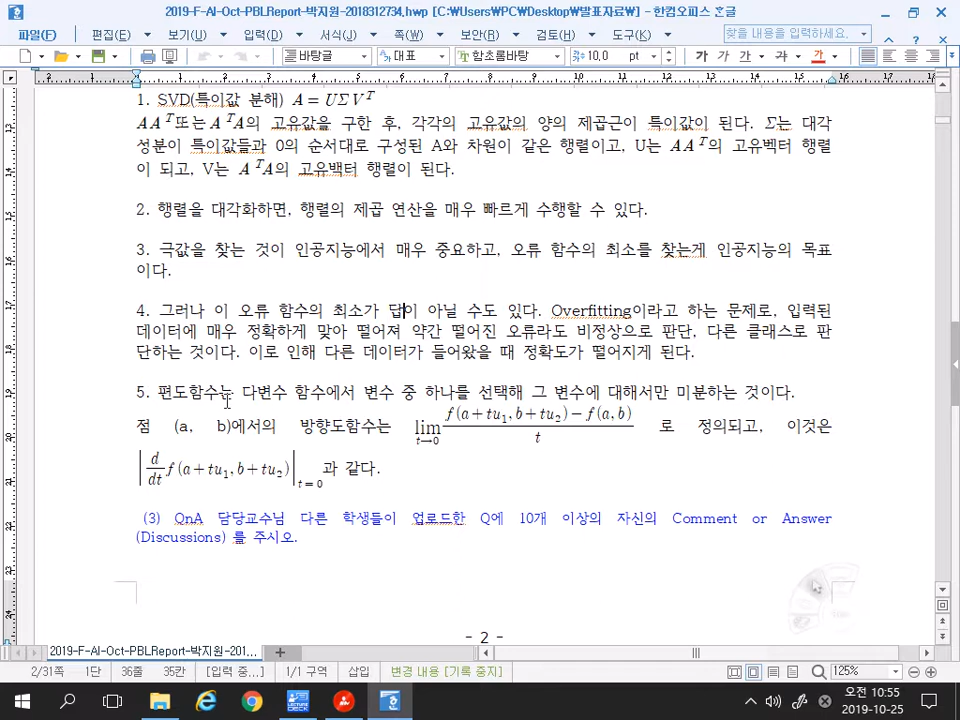 2019-F-AI-Oct-PBLReport-박지원-2018312734.hwp [C:₩Users₩PC₩Desktop₩발표자료₩] - 한컴오피스 한글
파일(F) 편집(E) 보기(U) 입력(D) 서식(J) 쪽(W) 보안(R) 검토(H) 도구(K) 찾을 내용을 입력하세요.
바탕글 대표 함초롬바탕 10.0 pt 가 가 가 가 가
1. SVD(특이값 분해) A = UΣV^T
AA^T또는A^TA의 고유값을 구한 후, 각각의 고유값의 양의 제곱근이 특이값이 된다. Σ는 대각
성분이 특이값들과 0의 순서대로 구성된 A와 차원이 같은 행렬이고, U는 AA^T의 고유벡터 행렬
이 되고, V는 A^TA의 고유백터 행렬이 된다.
2. 행렬을 대각화하면, 행렬의 제곱 연산을 매우 빠르게 수행할 수 있다.
3. 극값을 찾는 것이 인공지능에서 매우 중요하고, 오류 함수의 최소를 찾는게 인공지능의 목표
이다.
4. 그러나 이 오류 함수의 최소가 답이 아닐 수도 있다. Overfitting이라고 하는 문제로, 입력된
데이터에 매우 정확하게 맞아 떨어져 약간 떨어진 오류라도 비정상으로 판단, 다른 클래스로 판
단하는 것이다. 이로 인해 다른 데이터가 들어왔을 때 정확도가 떨어지게 된다.
5. 편도함수는 다변수 함수에서 변수 중 하나를 선택해 그 변수에 대해서만 미분하는 것이다.
점 (a, b)에서의 방향도함수는 lim t→0 f(a+tu₁, b+tu₂)−f(a,b) / t 로 정의되고, 이것은
|d/dt f(a+tu₁, b+tu₂)| t=0 과 같다.
(3) QnA 담당교수님 다른 학생들이 업로드한 Q에 10개 이상의 자신의 Comment or Answer
(Discussions) 를 주시오.
- 2 -
2019-F-AI-Oct-PBLReport-박지원-201...
2/31쪽 1단 36줄 35칸 [입력 중...] 1/1 구역 삽입 변경 내용 [기록 중지] 125%
오전 10:55
2019-10-25